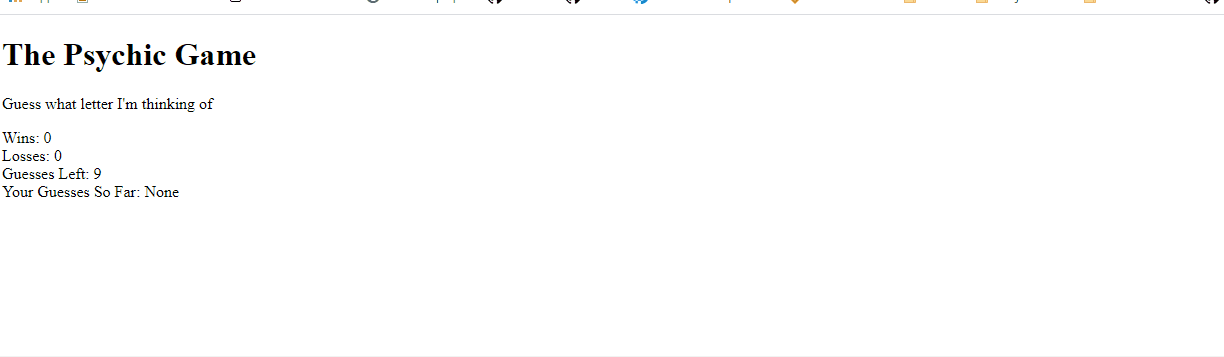 The Psychic Game
Guess what letter I'm thinking of
Wins: 0
Losses: 0
Guesses Left: 9
Your Guesses So Far: None